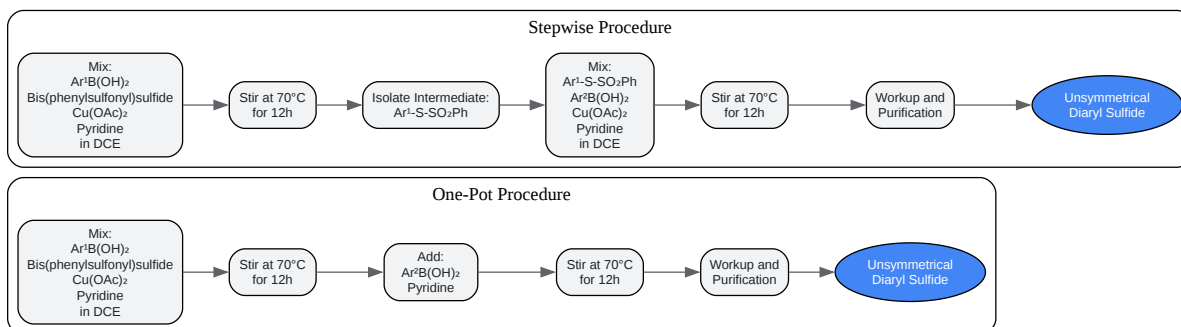 Stepwise Procedure
Mix:
Ar¹B(OH)₂
Bis(phenylsulfonyl)sulfide
Cu(OAc)₂
Pyridine
in DCE
Stir at 70°C
for 12h
Isolate Intermediate:
Ar¹-S-SO₂Ph
Mix:
Ar¹-S-SO₂Ph
Ar²B(OH)₂
Cu(OAc)₂
Pyridine
in DCE
Stir at 70°C
for 12h
Workup and
Purification
Unsymmetrical
Diaryl Sulfide
One-Pot Procedure
Mix:
Ar¹B(OH)₂
Bis(phenylsulfonyl)sulfide
Cu(OAc)₂
Pyridine
in DCE
Stir at 70°C
for 12h
Add:
Ar²B(OH)₂
Pyridine
Stir at 70°C
for 12h
Workup and
Purification
Unsymmetrical
Diaryl Sulfide